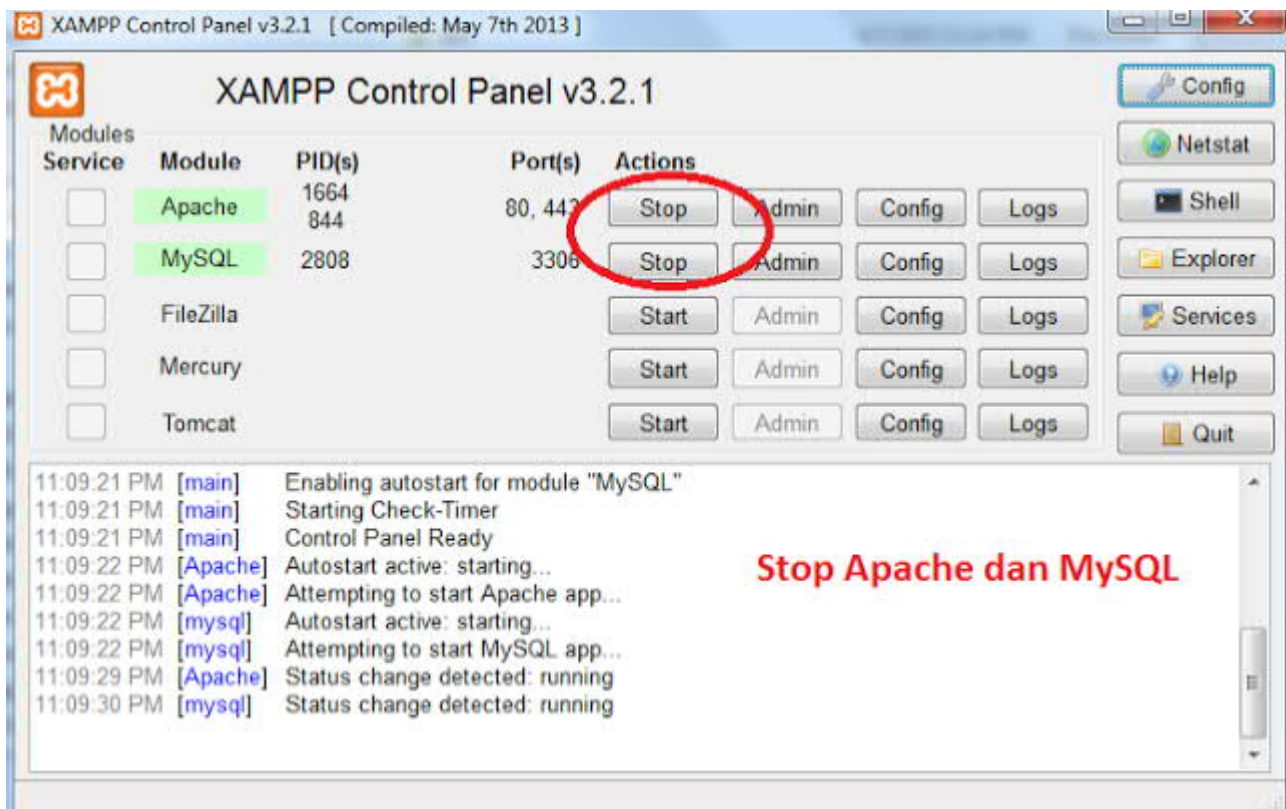 XAMPP Control Panel v3.2.1 [ Compiled: May 7th 2013 ]
XAMPP Control Panel v3.2.1
Config
Modules
Service Module PID(s) Port(s) Actions
Netstat
Apache 1664 844 80, 443 Stop Admin Config Logs
Shell
MySQL 2808 3306 Stop Admin Config Logs
Explorer
FileZilla Start Admin Config Logs
Services
Mercury Start Admin Config Logs
Help
Tomcat Start Admin Config Logs
Quit
11:09:21 PM [main] Enabling autostart for module "MySQL"
11:09:21 PM [main] Starting Check-Timer
11:09:21 PM [main] Control Panel Ready
11:09:22 PM [Apache] Autostart active: starting...
11:09:22 PM [Apache] Attempting to start Apache app...
11:09:22 PM [mysql] Autostart active: starting...
11:09:22 PM [mysql] Attempting to start MySQL app...
11:09:29 PM [Apache] Status change detected: running
11:09:30 PM [mysql] Status change detected: running
Stop Apache dan MySQL